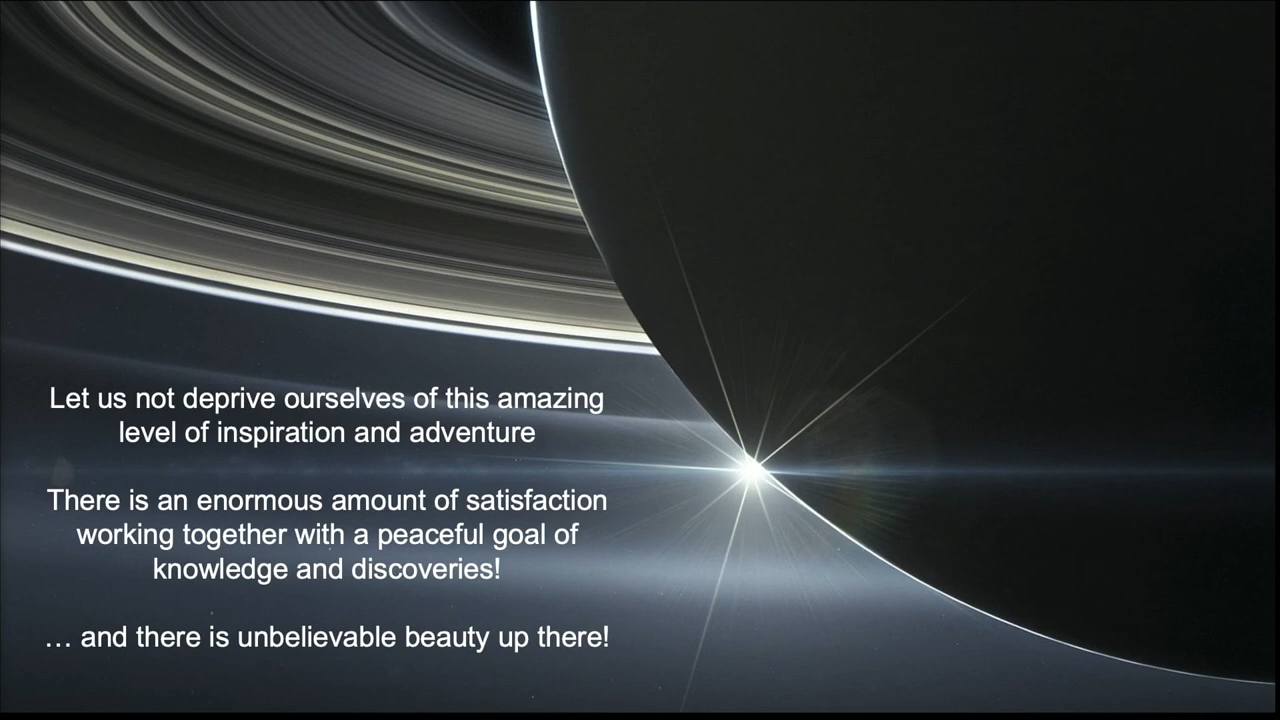 Let us not deprive ourselves of this amazing
level of inspiration and adventure
There is an enormous amount of satisfaction
working together with a peaceful goal of
knowledge and discoveries!
… and there is unbelievable beauty up there!